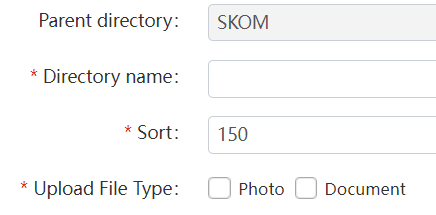 Parent directory: SKOM
* Directory name:
* Sort: 150
* Upload File Type: Photo Document